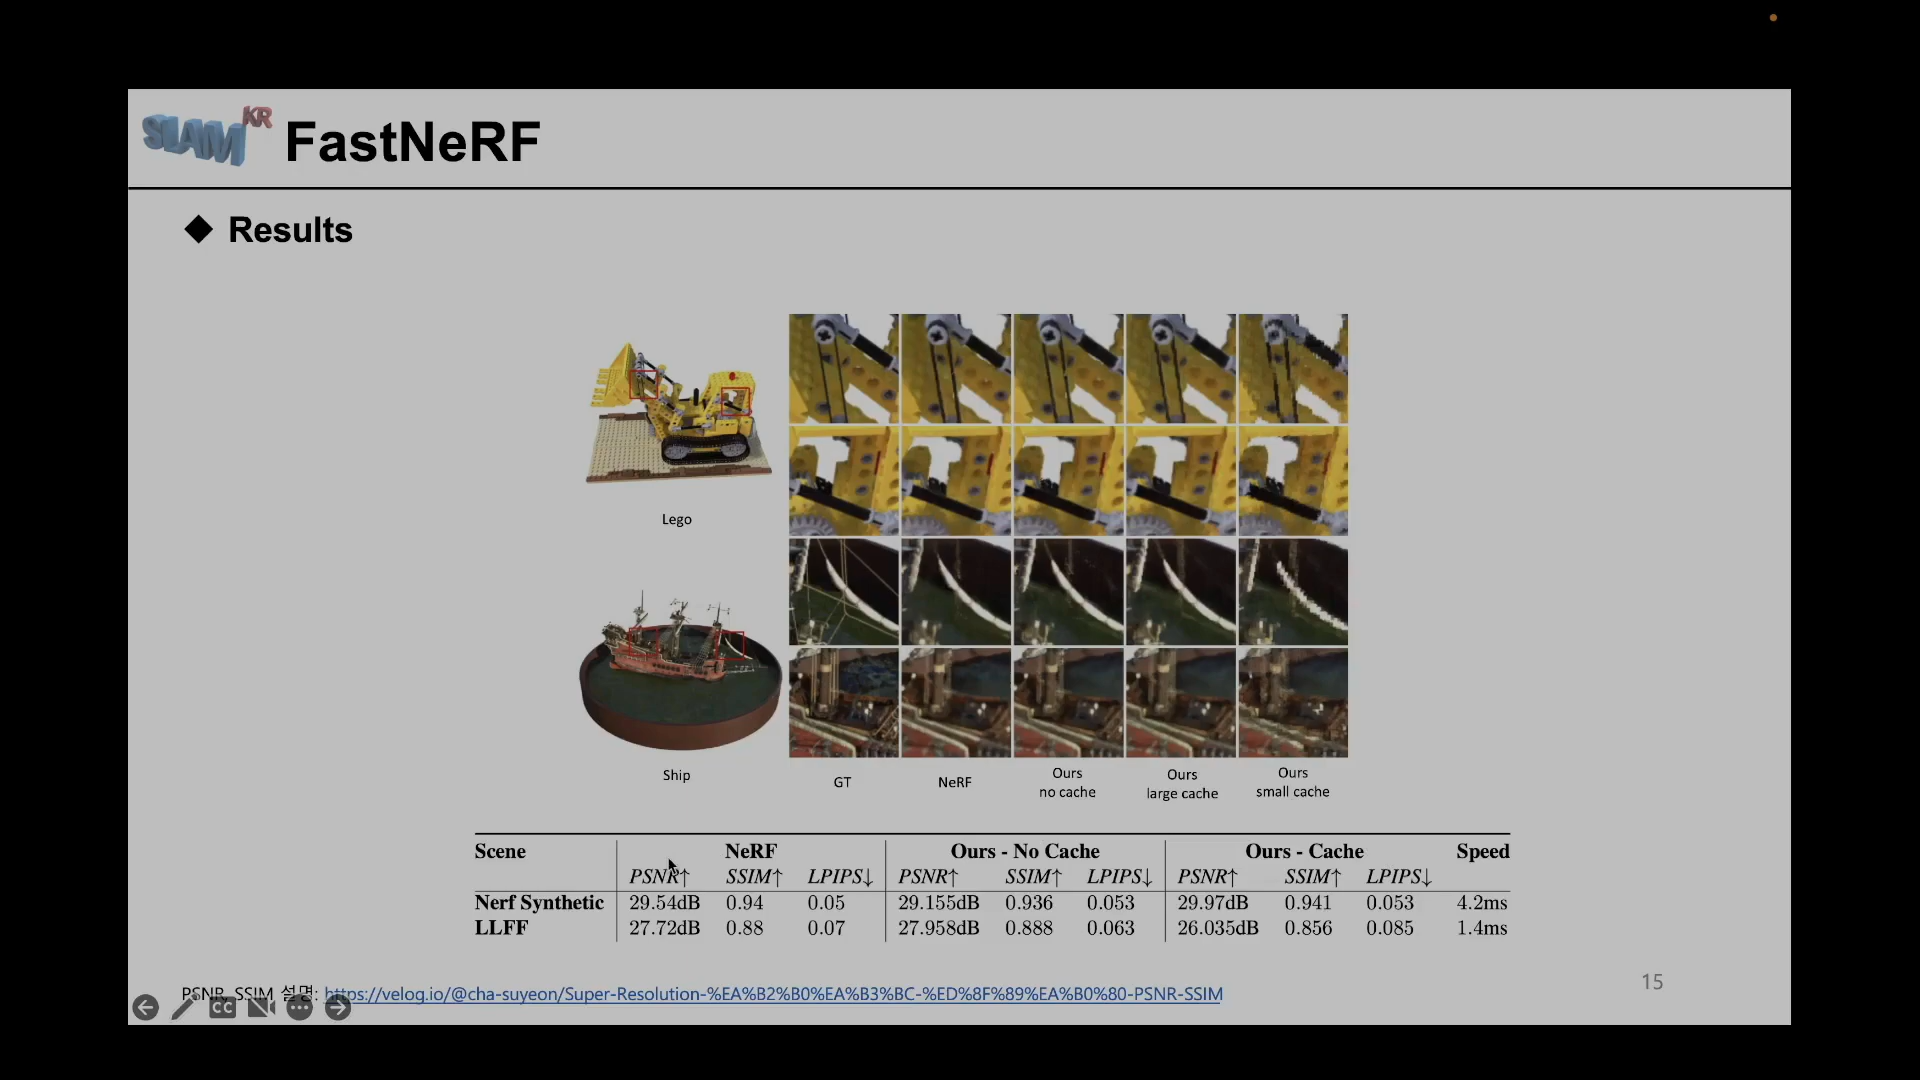 SLAM KR FastNeRF
◆ Results
Lego
Ship
GT
NeRF
Ours
no cache
Ours
large cache
Ours
small cache
Scene NeRF Ours - No Cache Ours - Cache Speed
PSNR↑ SSIM↑ LPIPS↓ PSNR↑ SSIM↑ LPIPS↓ PSNR↑ SSIM↑ LPIPS↓
Nerf Synthetic 29.54dB 0.94 0.05 29.155dB 0.936 0.053 29.97dB 0.941 0.053 4.2ms
LLFF 27.72dB 0.88 0.07 27.958dB 0.888 0.063 26.035dB 0.856 0.085 1.4ms
15
PSNR, SSIM 설명: https://velog.io/@cha-suyeon/Super-Resolution-%EA%B2%B0%EA%B3%BC-%ED%8F%89%EA%B0%80-PSNR-SSIM
CC